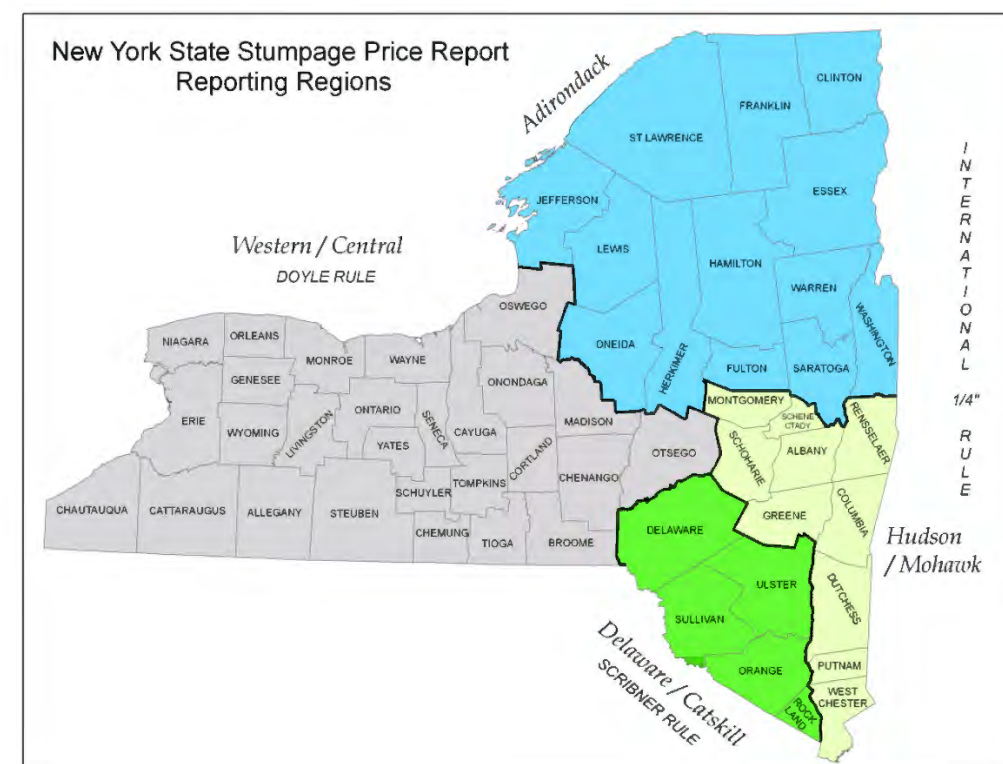 New York State Stumpage Price Report
Reporting Regions
Adirondack
CLINTON
FRANKLIN
ST LAWRENCE
ESSEX
JEFFERSON
LEWIS
HAMILTON
WARREN
WASHINGTON
ONEIDA
HERKIMER
FULTON
SARATOGA
INTERNATIONAL 1/4" RULE
Western / Central
DOYLE RULE
OSWEGO
NIAGARA
ORLEANS
MONROE
WAYNE
GENESEE
ONONDAGA
ERIE
WYOMING
LIVINGSTON
ONTARIO
SENECA
CAYUGA
MADISON
YATES
CORTLAND
OTSEGO
CHENANGO
SCHUYLER
TOMPKINS
CHAUTAUQUA
CATTARAUGUS
ALLEGANY
STEUBEN
CHEMUNG
TIOGA
BROOME
MONTGOMERY
SCHENE
CTADY
RENSSELAER
SCHOHARIE
ALBANY
GREENE
COLUMBIA
Hudson
/ Mohawk
DUTCHESS
PUTNAM
WEST
CHESTER
DELAWARE
ULSTER
SULLIVAN
ORANGE
ROCK
LAND
Delaware / Catskill
SCRIBNER RULE